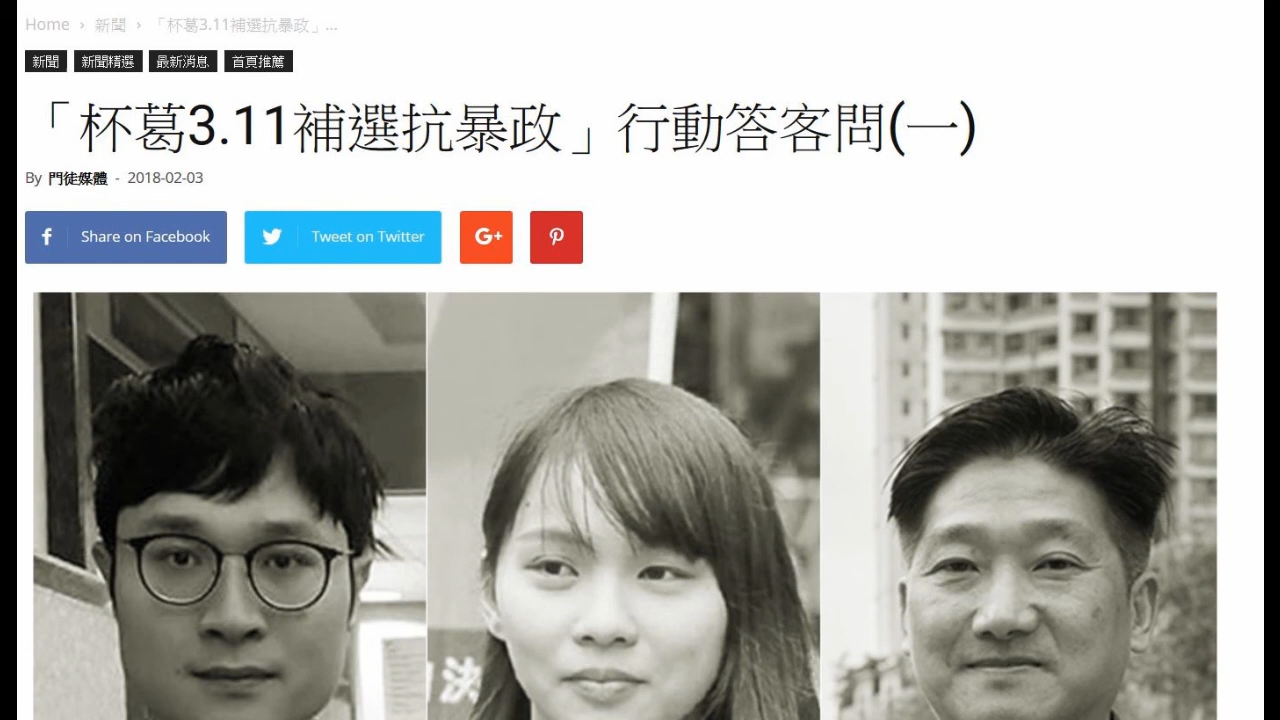 Home › 新聞 › 「杯葛3.11補選抗暴政」...
新聞 新聞精選 最新消息 首頁推薦
「杯葛3.11補選抗暴政」行動答客問(一)
By 門徒媒體 - 2018-02-03
Share on Facebook Tweet on Twitter G+